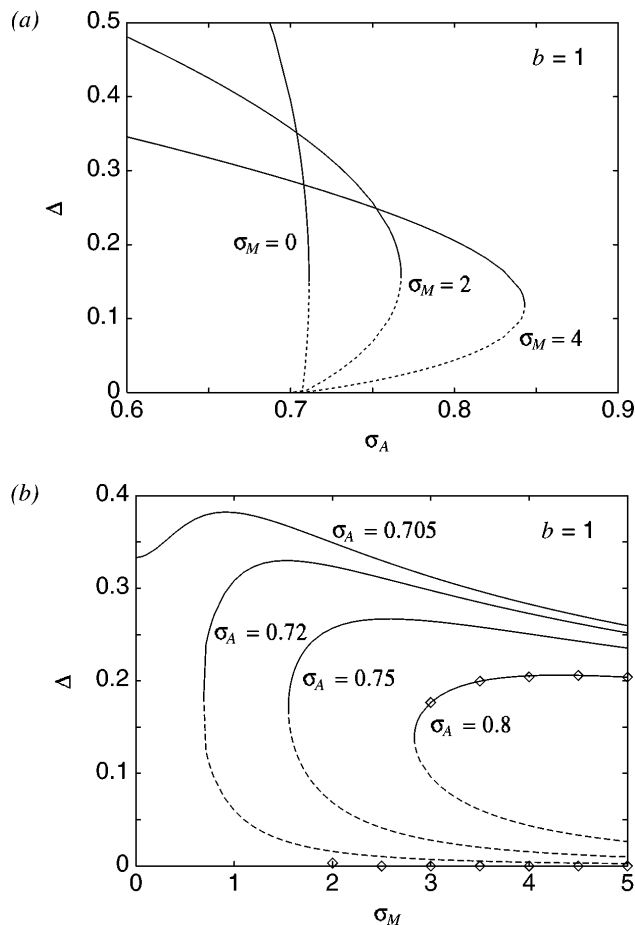 (a)
0.5
b = 1
0.4
0.3
Δ
σM = 0
0.2
σM = 2
0.1
σM = 4
0
0.6 0.7 0.8 0.9
σA
(b)
0.4
σA = 0.705
b = 1
0.3
σA = 0.72
Δ
0.2
σA = 0.75
σA = 0.8
0.1
0
0 1 2 3 4 5
σM